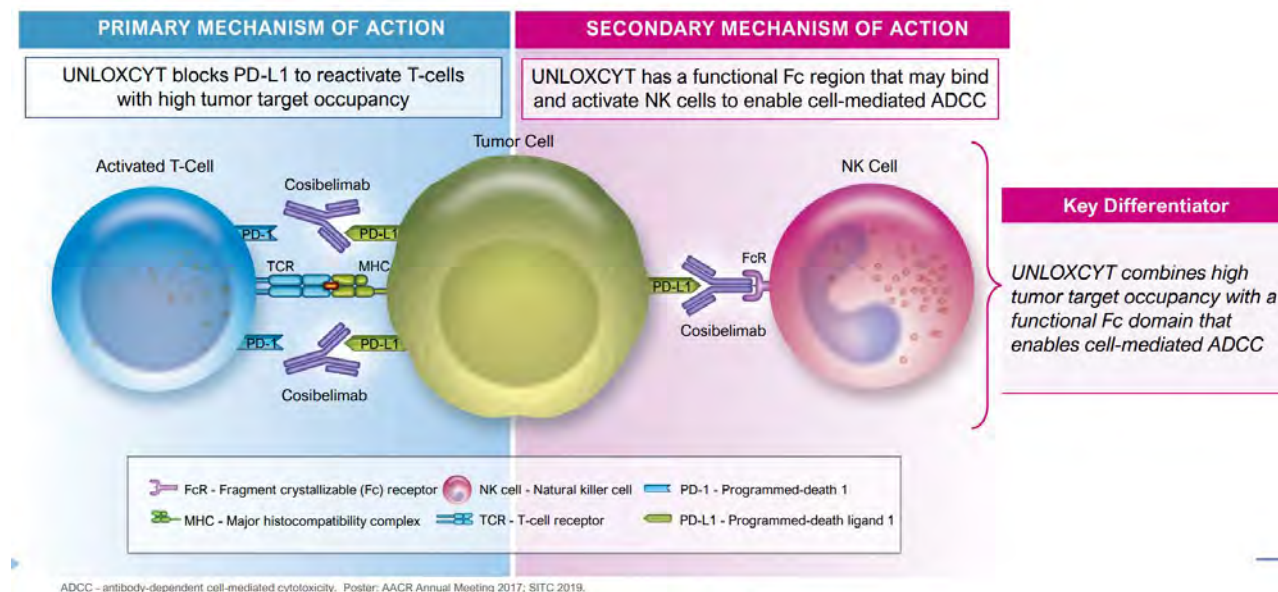 PRIMARY MECHANISM OF ACTION
SECONDARY MECHANISM OF ACTION
UNLOXCYT blocks PD-L1 to reactivate T-cells
with high tumor target occupancy
UNLOXCYT has a functional Fc region that may bind
and activate NK cells to enable cell-mediated ADCC
Tumor Cell
Activated T-Cell
NK Cell
Cosibelimab
PD-1
PD-L1
TCR
MHC
PD-1
PD-L1
Cosibelimab
FcR
PD-L1
Cosibelimab
Key Differentiator
UNLOXCYT combines high
tumor target occupancy with a
functional Fc domain that
enables cell-mediated ADCC
FcR - Fragment crystallizable (Fc) receptor
NK cell - Natural killer cell
PD-1 - Programmed-death 1
MHC - Major histocompatibility complex
TCR - T-cell receptor
PD-L1 - Programmed-death ligand 1
ADCC - antibody-dependent cell-mediated cytotoxicity. Poster: AACR Annual Meeting 2017; SITC 2019.